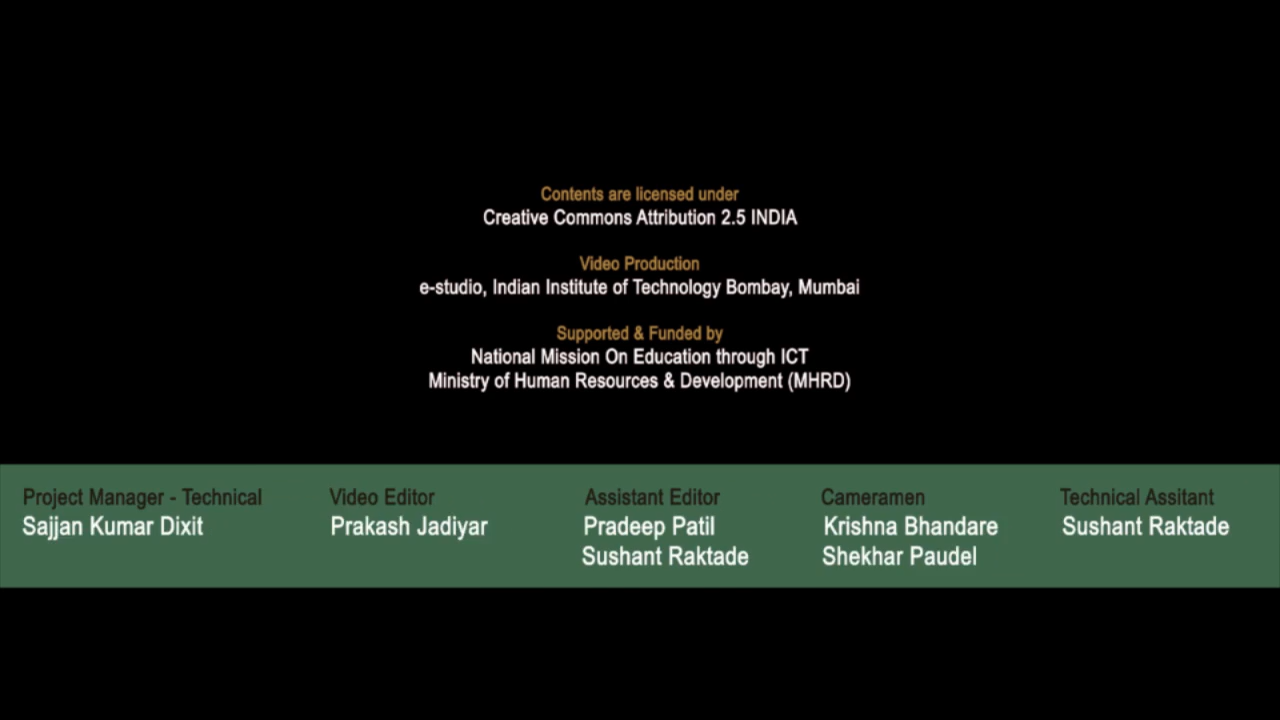 Contents are licensed under
Creative Commons Attribution 2.5 INDIA
Video Production
e-studio, Indian Institute of Technology Bombay, Mumbai
Supported & Funded by
National Mission On Education through ICT
Ministry of Human Resources & Development (MHRD)
Project Manager - Technical
Sajjan Kumar Dixit
Video Editor
Prakash Jadiyar
Assistant Editor
Pradeep Patil
Sushant Raktade
Cameramen
Krishna Bhandare
Shekhar Paudel
Technical Assitant
Sushant Raktade